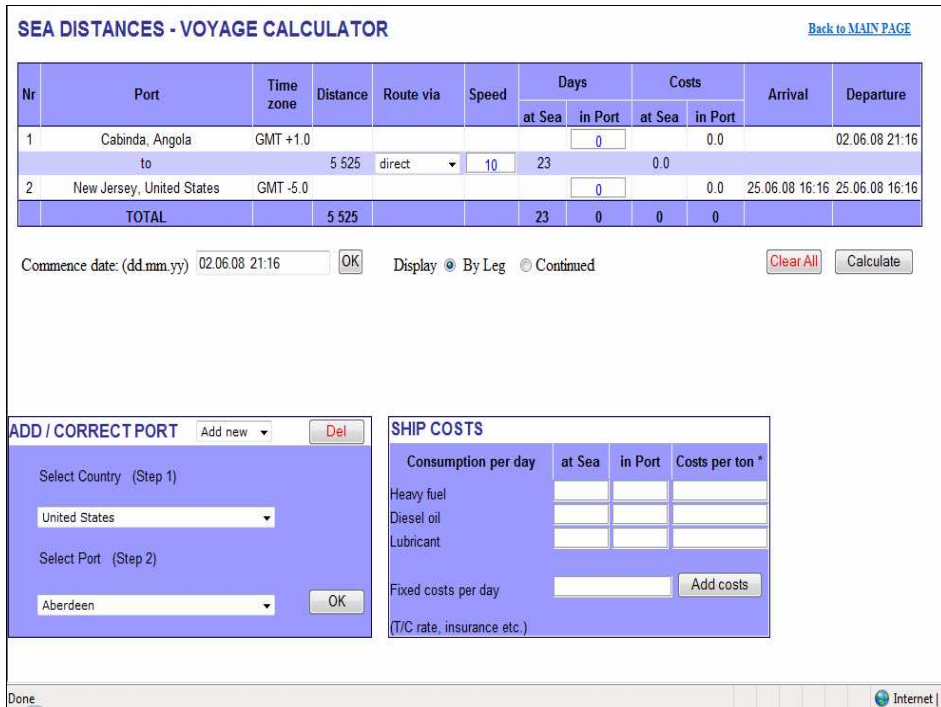 SEA DISTANCES - VOYAGE CALCULATOR Back to MAIN PAGE
Nr Port Time zone Distance Route via Speed Days Costs Arrival Departure
at Sea in Port at Sea in Port
1 Cabinda, Angola GMT +1.0 0 0.0 02.06.08 21:16
to 5 525 direct 10 23 0.0
2 New Jersey, United States GMT -5.0 0 0.0 25.06.08 16:16 25.06.08 16:16
TOTAL 5 525 23 0 0 0
Commence date: (dd.mm.yy) 02.06.08 21:16 OK Display By Leg Continued Clear All Calculate
ADD / CORRECT PORT Add new Del
Select Country (Step 1)
United States
Select Port (Step 2)
Aberdeen OK
SHIP COSTS
Consumption per day at Sea in Port Costs per ton *
Heavy fuel
Diesel oil
Lubricant
Fixed costs per day Add costs
(T/C rate, insurance etc.)
Done Internet